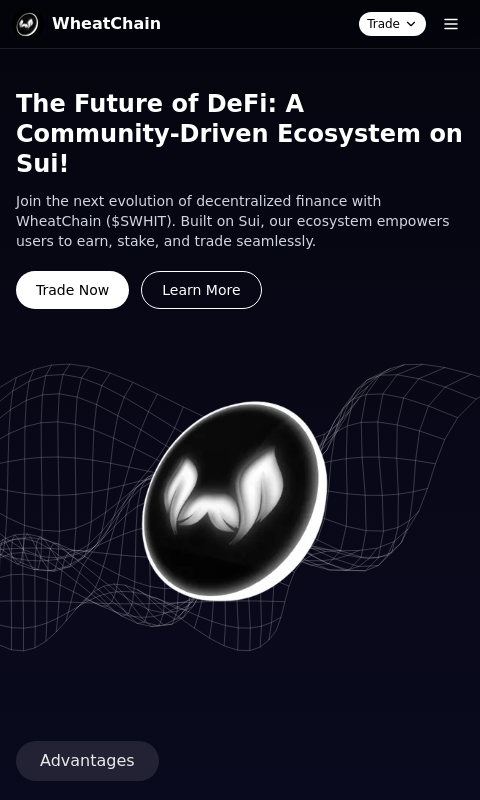 WheatChain
Trade
The Future of DeFi: A
Community-Driven Ecosystem on
Sui!
Join the next evolution of decentralized finance with
WheatChain ($SWHIT). Built on Sui, our ecosystem empowers
users to earn, stake, and trade seamlessly.
Trade Now
Learn More
Advantages